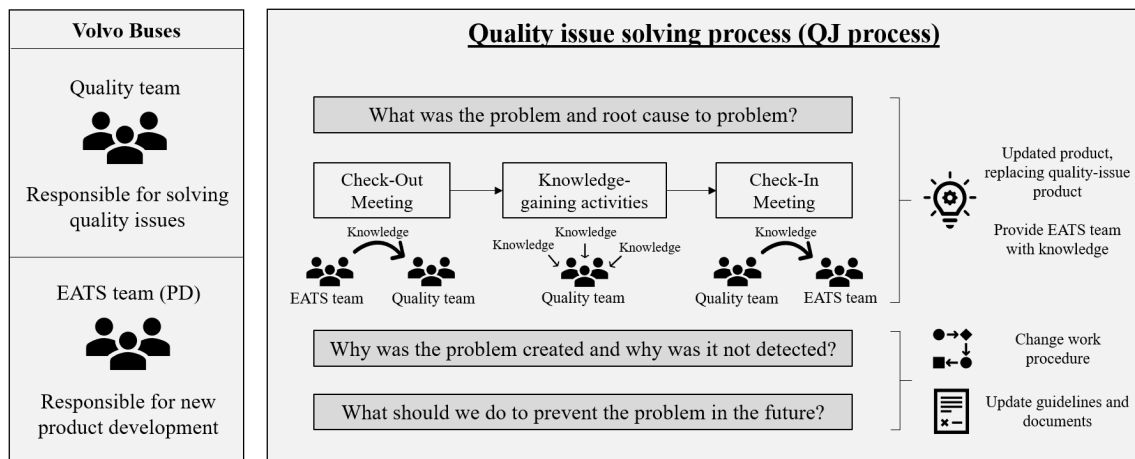 Volvo Buses
Quality team
Responsible for solving
quality issues
EATS team (PD)
Responsible for new
product development
Quality issue solving process (QJ process)
What was the problem and root cause to problem?
Check-Out
Meeting
Knowledge-
gaining activities
Check-In
Meeting
Knowledge
EATS team
Quality team
Knowledge
Knowledge
Knowledge
Quality team
Knowledge
Quality team
EATS team
Updated product,
replacing quality-issue
product
Provide EATS team
with knowledge
Why was the problem created and why was it not detected?
What should we do to prevent the problem in the future?
Change work
procedure
Update guidelines and
documents